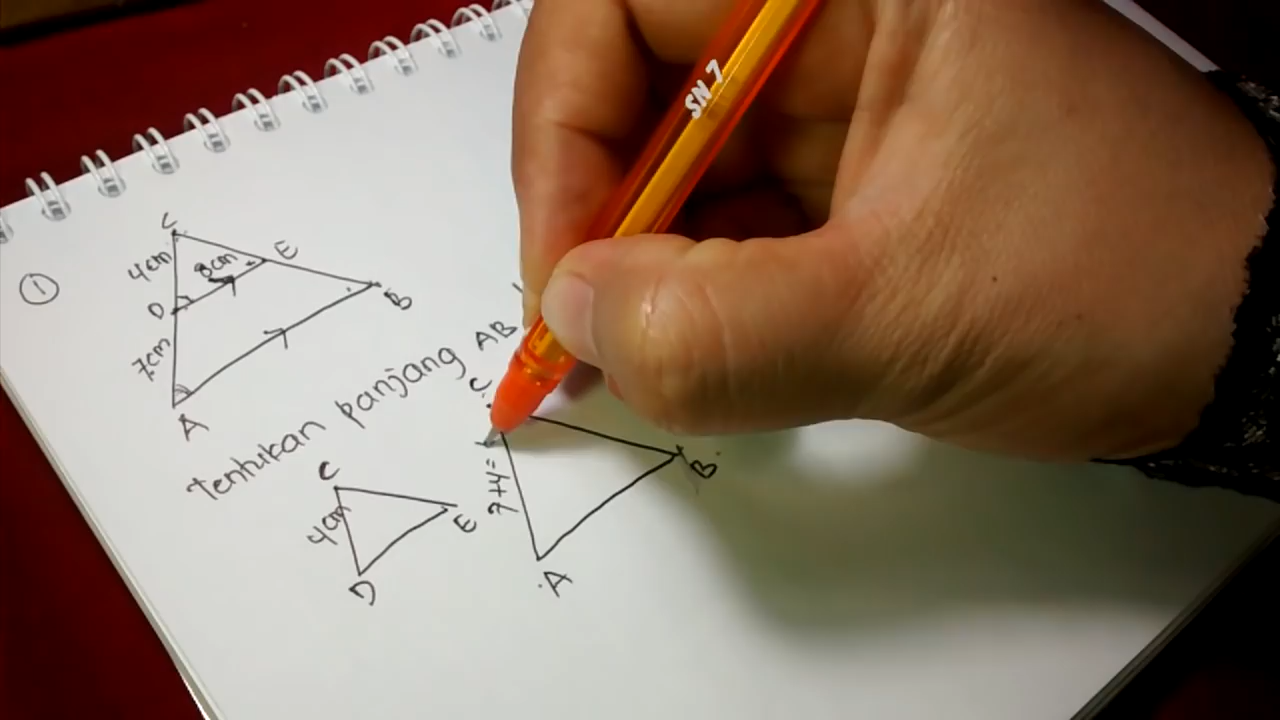 SN 7
1
C
4cm
8cm
E
D
B
7cm
A
Tentukan panjang AB
C
4cm
E
D
C
7+4=
B
A